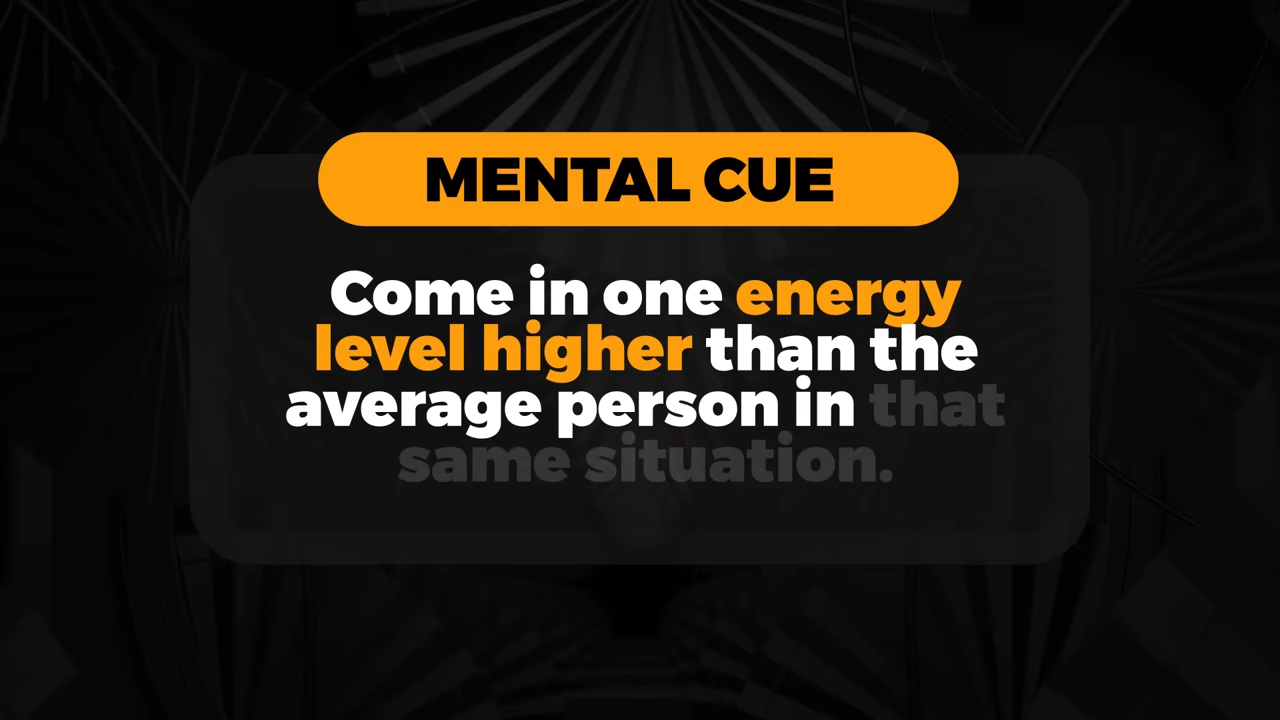 MENTAL CUE
Come in one energy
level higher than the
average person in that
same situation.